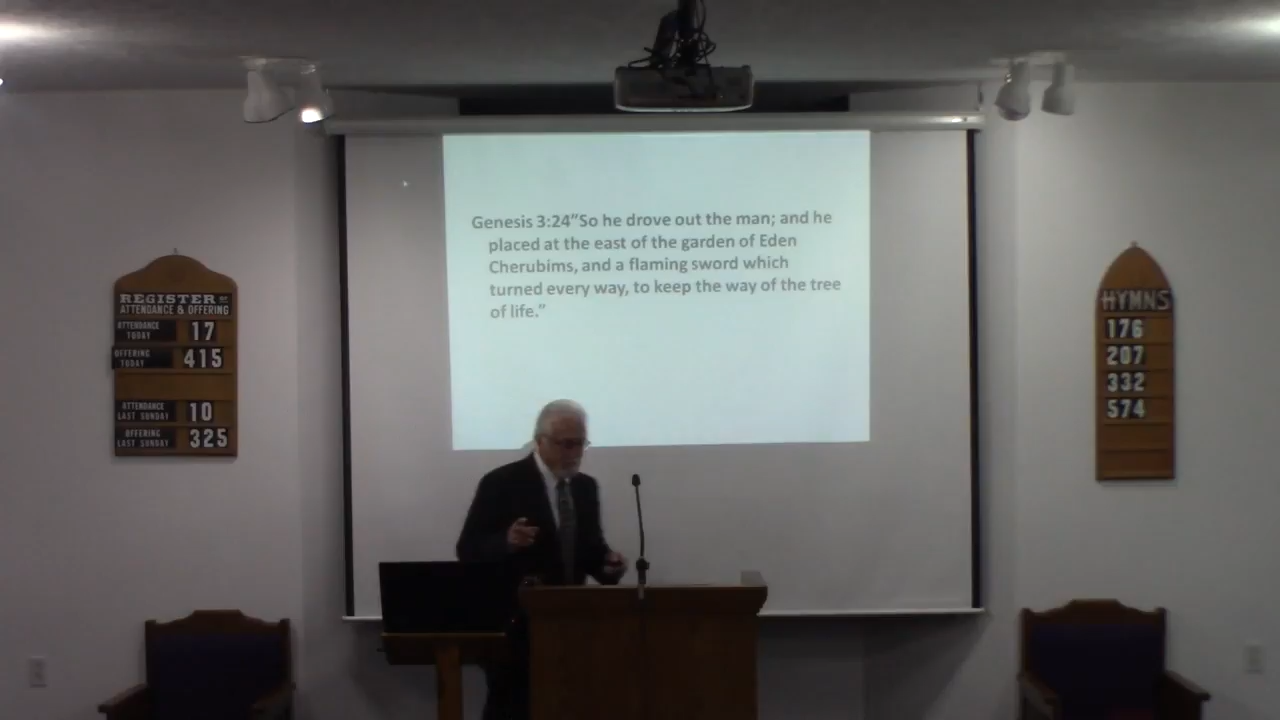 Genesis 3:24"So he drove out the man; and he
placed at the east of the garden of Eden
Cherubims, and a flaming sword which
turned every way, to keep the way of the tree
of life."
REGISTER OF
ATTENDANCE & OFFERING
ATTENDANCE
TODAY 17
OFFERING
TODAY 415
ATTENDANCE
LAST SUNDAY 10
OFFERING
LAST SUNDAY 325
HYMNS
176
207
332
574